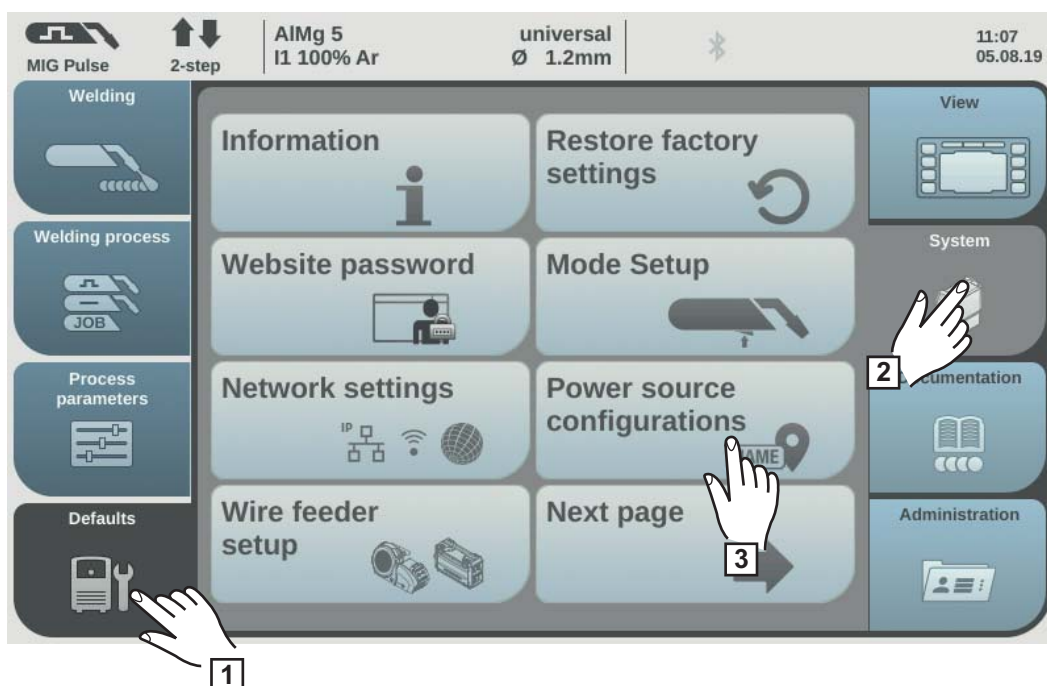 MIG Pulse
2-step
AlMg 5
I1 100% Ar
universal
Ø 1.2mm
11:07
05.08.19
Welding
Welding process
JOB
Process
parameters
Defaults
Information
Restore factory
settings
Website password
Mode Setup
Network settings
IP
Power source
configurations
Wire feeder
setup
Next page
View
System
Administration
1
2
3